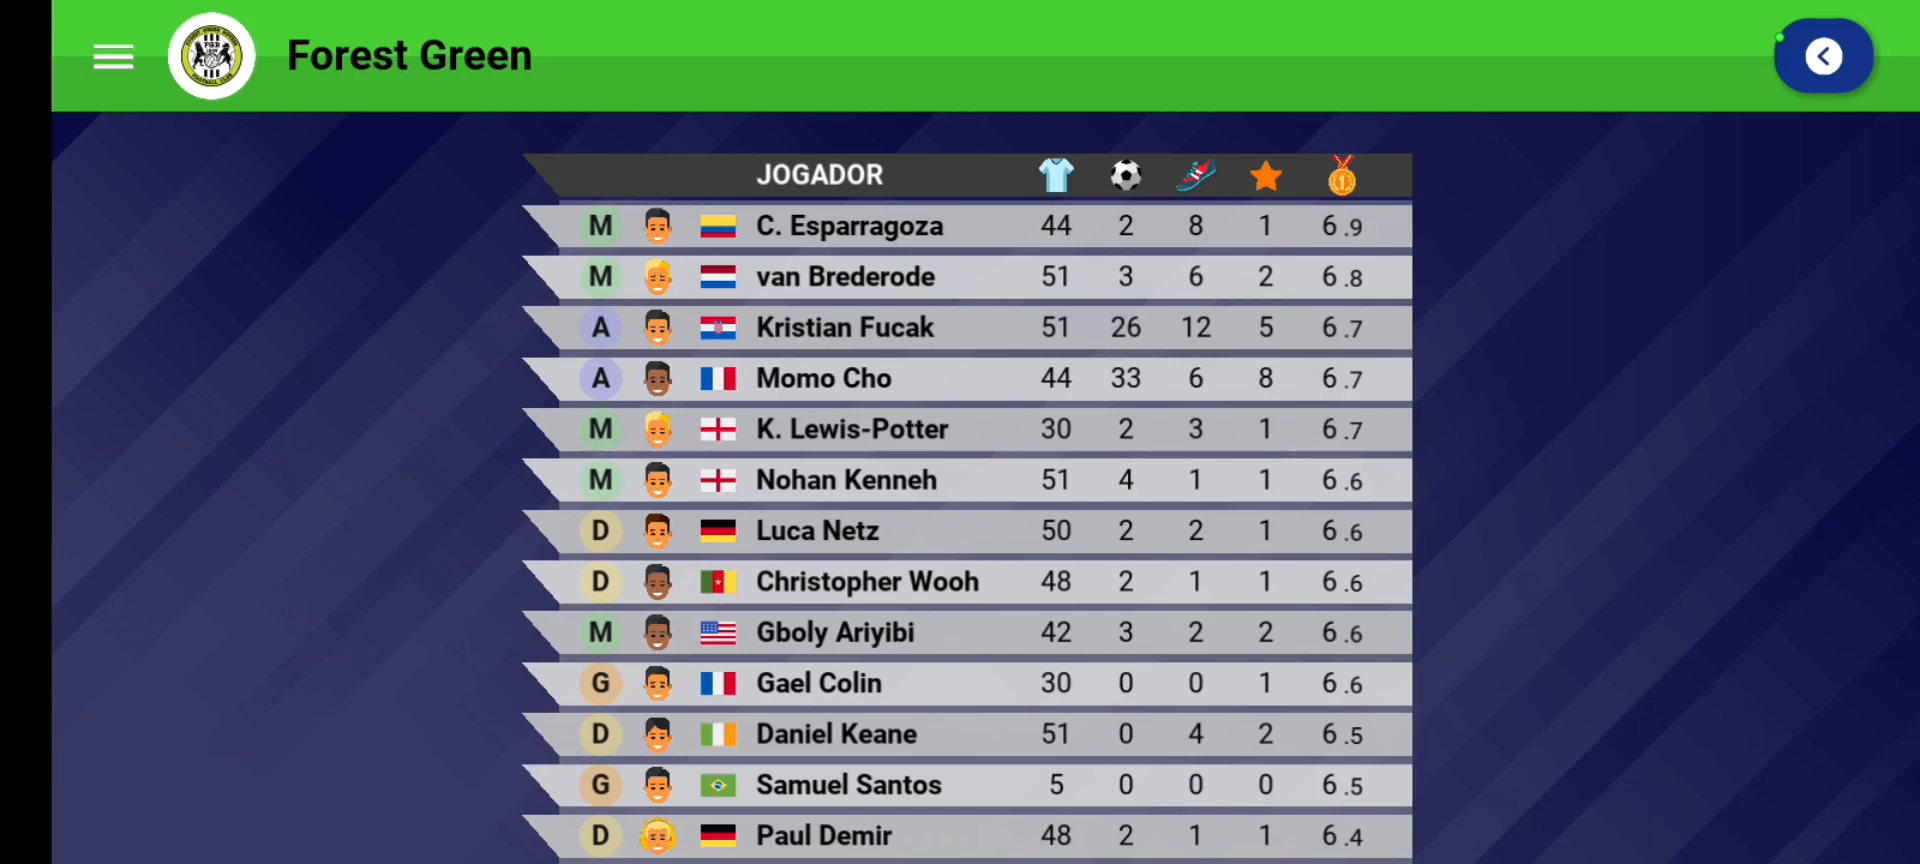 Forest Green
JOGADOR
M C. Esparragoza 44 2 8 1 6.9
M van Brederode 51 3 6 2 6.8
A Kristian Fucak 51 26 12 5 6.7
A Momo Cho 44 33 6 8 6.7
M K. Lewis-Potter 30 2 3 1 6.7
M Nohan Kenneh 51 4 1 1 6.6
D Luca Netz 50 2 2 1 6.6
D Christopher Wooh 48 2 1 1 6.6
M Gboly Ariyibi 42 3 2 2 6.6
G Gael Colin 30 0 0 1 6.6
D Daniel Keane 51 0 4 2 6.5
G Samuel Santos 5 0 0 0 6.5
D Paul Demir 48 2 1 1 6.4